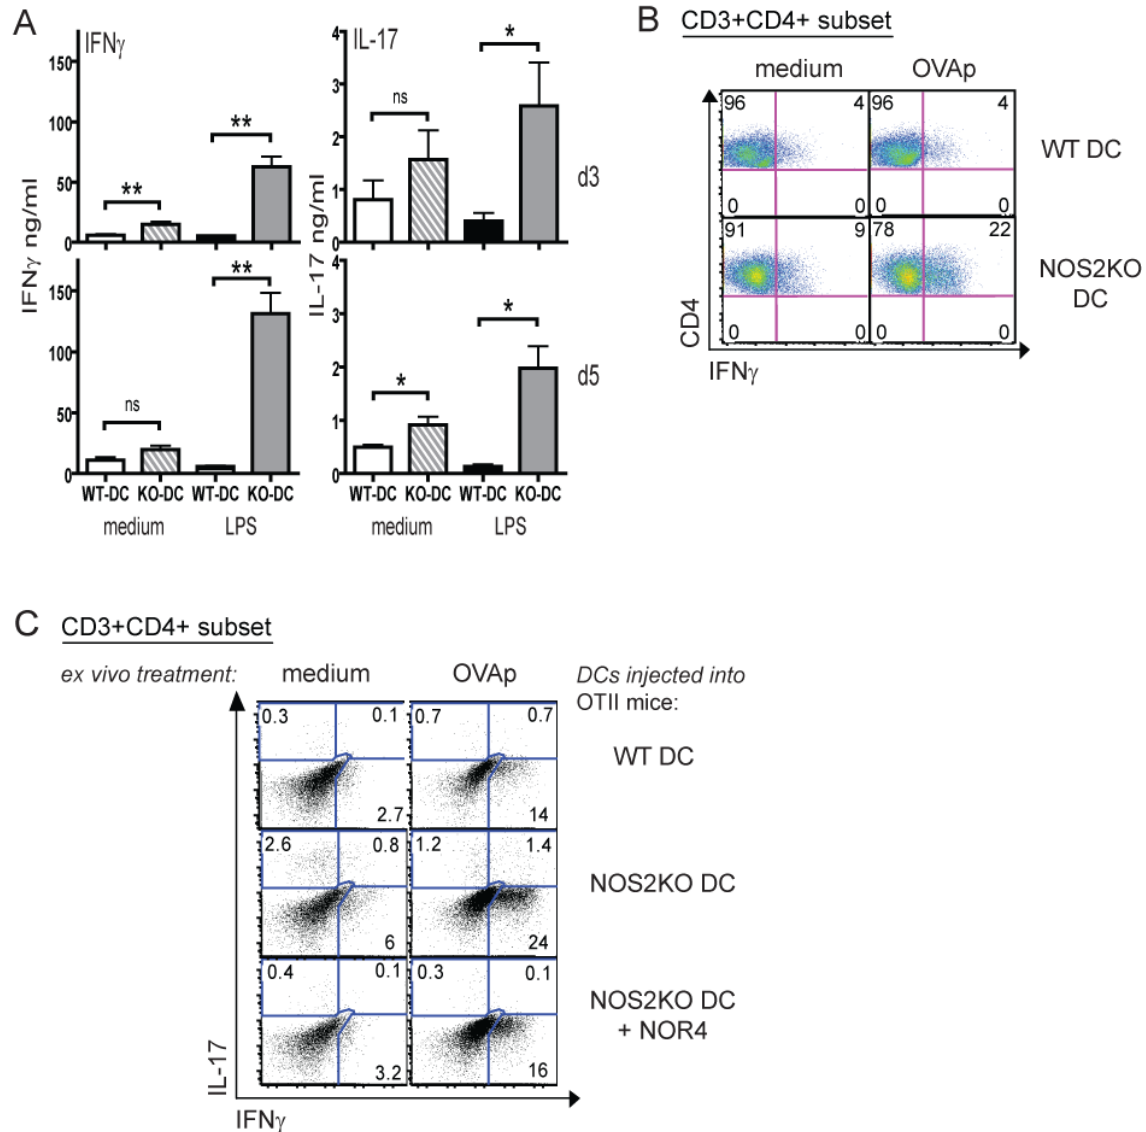 A
IFNγ
IL-17
IFNγ ng/ml
IL-17 ng/ml
150
100
50
0
**
**
4
3
2
1
0
ns
*
d3
150
100
50
0
ns
**
4
3
2
1
0
*
*
d5
WT-DC KO-DC WT-DC KO-DC
medium LPS
WT-DC KO-DC WT-DC KO-DC
medium LPS
B CD3+CD4+ subset
medium OVAp
96 4 96 4
0 0 0 0
WT DC
91 9 78 22
0 0 0 0
NOS2KO
DC
CD4
IFNγ
C CD3+CD4+ subset
ex vivo treatment: medium OVAp DCs injected into
OTII mice:
0.3 0.1 0.7 0.7
WT DC
2.7 14
2.6 0.8 1.2 1.4
NOS2KO DC
6 24
0.4 0.1 0.3 0.1
NOS2KO DC
+ NOR4
3.2 16
IL-17
IFNγ